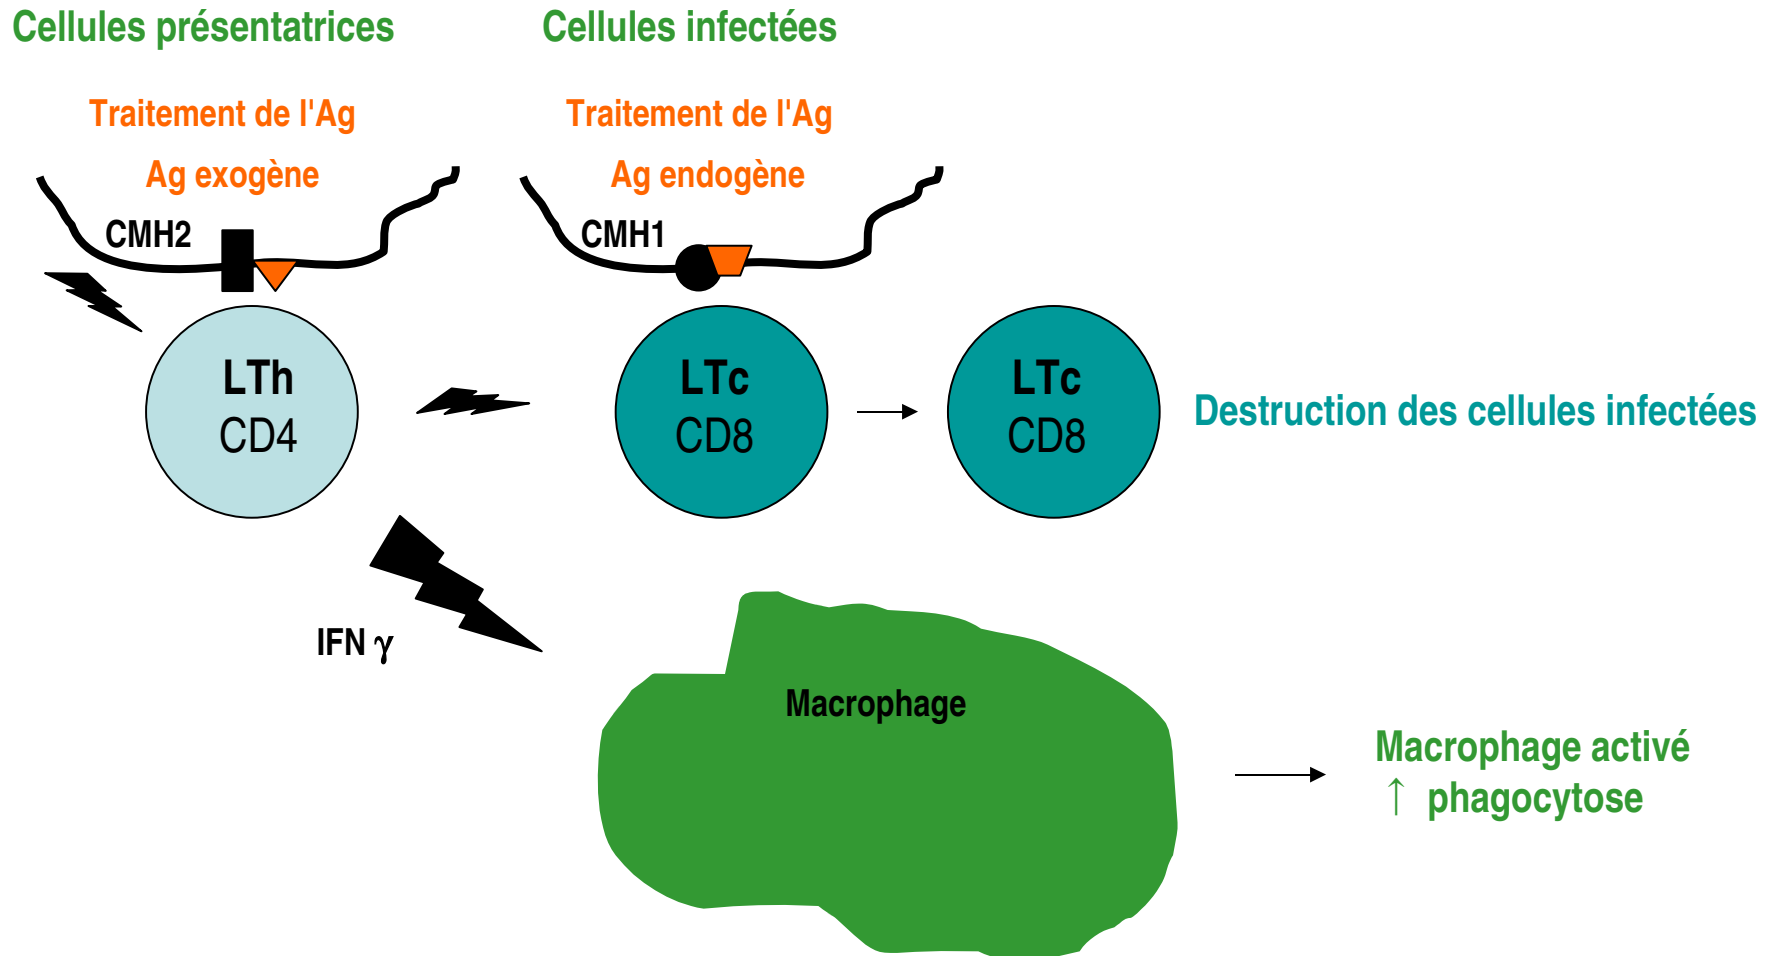 Cellules présentatrices
Cellules infectées
Traitement de l'Ag
Traitement de l'Ag
Ag exogène
Ag endogène
CMH2
CMH1
LTh
CD4
LTc
CD8
LTc
CD8
Destruction des cellules infectées
IFN γ
Macrophage
Macrophage activé
↑ phagocytose